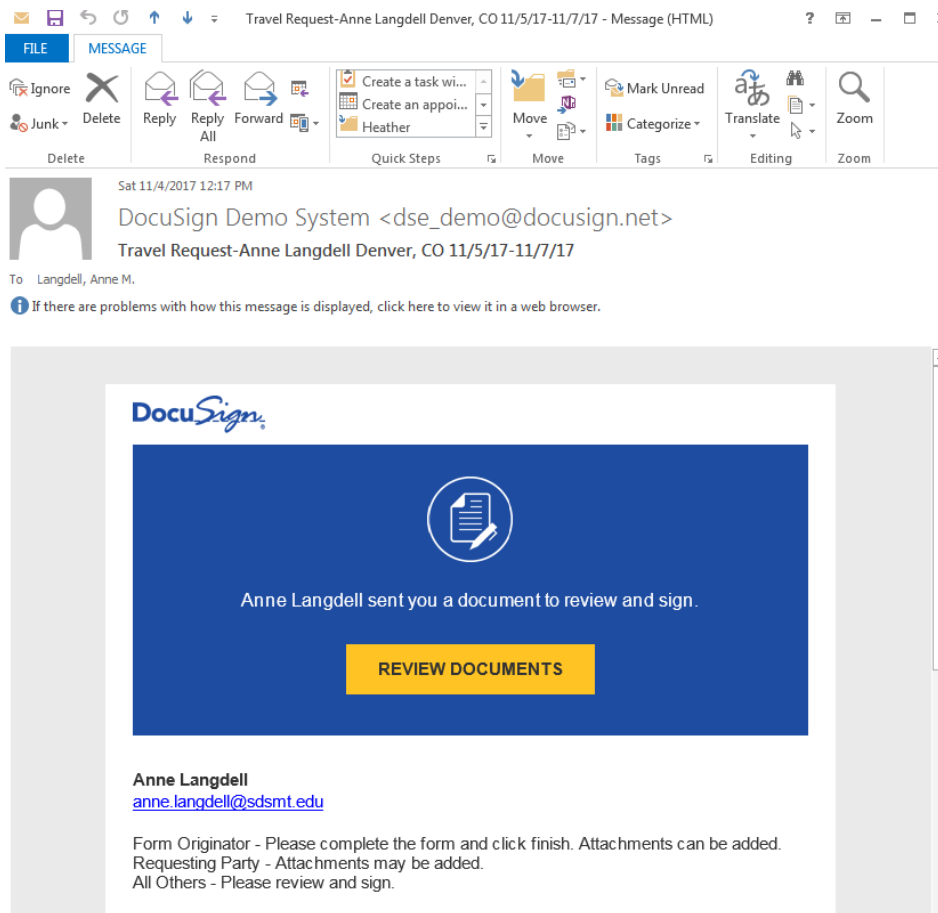 Travel Request-Anne Langdell Denver, CO 11/5/17-11/7/17 - Message (HTML)
FILE MESSAGE
Ignore
Junk
Delete
Reply
Reply All
Forward
Create a task wi...
Create an appoi...
Heather
Move
Mark Unread
Categorize
Translate
Zoom
Delete Respond Quick Steps Move Tags Editing Zoom
Sat 11/4/2017 12:17 PM
DocuSign Demo System <dse_demo@docusign.net>
Travel Request-Anne Langdell Denver, CO 11/5/17-11/7/17
To Langdell, Anne M.
If there are problems with how this message is displayed, click here to view it in a web browser.
DocuSign
Anne Langdell sent you a document to review and sign.
REVIEW DOCUMENTS
Anne Langdell
anne.langdell@sdsmt.edu
Form Originator - Please complete the form and click finish. Attachments can be added.
Requesting Party - Attachments may be added.
All Others - Please review and sign.